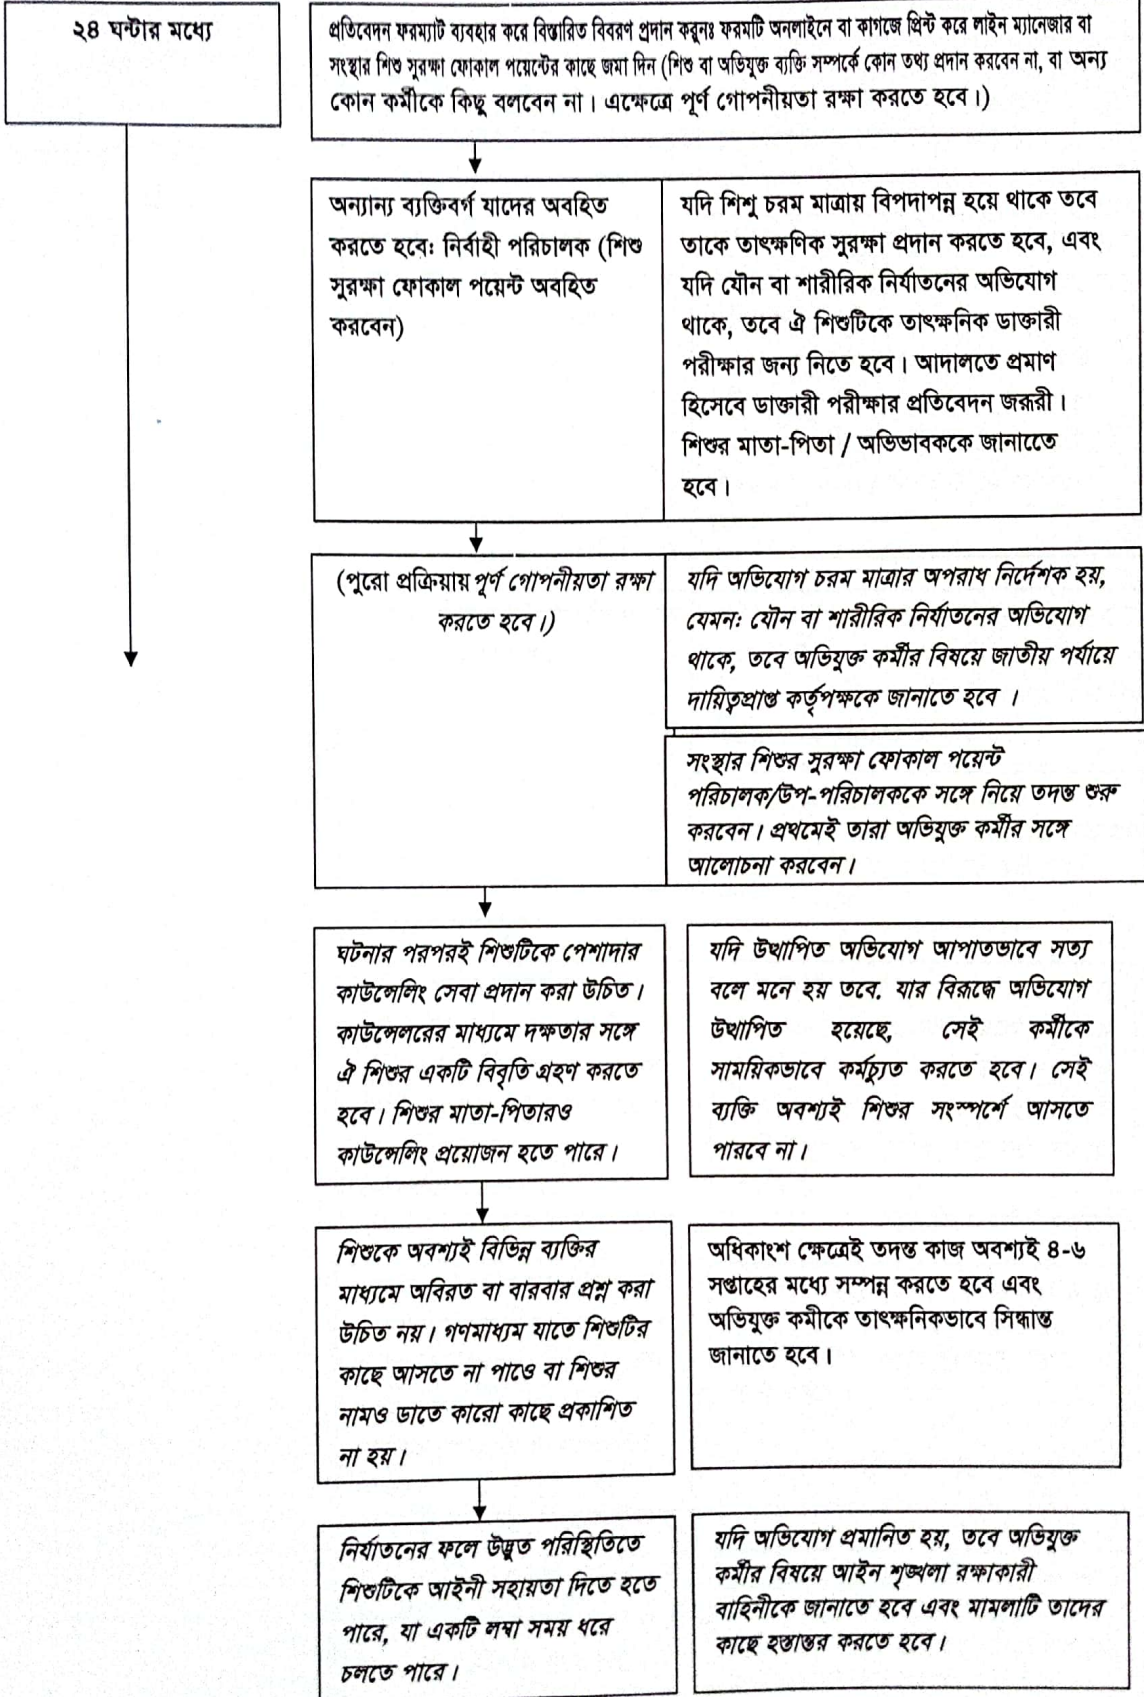 ২৪ ঘন্টার মধ্যে
প্রতিবেদন ফরম্যাট ব্যবহার করে বিস্তারিত বিবরণ প্রদান করুনঃ ফরমটি অনলাইনে বা কাগজে প্রিন্ট করে লাইন ম্যানেজার বা
সংস্থার শিশু সুরক্ষা ফোকাল পয়েন্টের কাছে জমা দিন (শিশু বা অভিযুক্ত ব্যক্তি সম্পর্কে কোন তথ্য প্রদান করবেন না, বা অন্য
কোন কর্মীকে কিছু বলবেন না। এক্ষেত্রে পূর্ণ গোপনীয়তা রক্ষা করতে হবে।)
অন্যান্য ব্যক্তিবর্গ যাদের অবহিত
করতে হবেঃ নির্বাহী পরিচালক (শিশু
সুরক্ষা ফোকাল পয়েন্ট অবহিত
করবেন)
যদি শিশু চরম মাত্রায় বিপদাপন্ন হয়ে থাকে তবে
তাকে তাৎক্ষণিক সুরক্ষা প্রদান করতে হবে, এবং
যদি যৌন বা শারীরিক নির্যাতনের অভিযোগ
থাকে, তবে ঐ শিশুটিকে তাৎক্ষনিক ডাক্তারী
পরীক্ষার জন্য নিতে হবে। আদালতে প্রমাণ
হিসেবে ডাক্তারী পরীক্ষার প্রতিবেদন জরূরী।
শিশুর মাতা-পিতা / অভিভাবককে জানাতেে
হবে।
(পুরো প্রক্রিয়ায় পূর্ণ গোপনীয়তা রক্ষা
করতে হবে।)
যদি অভিযোগ চরম মাত্রার অপরাধ নির্দেশক হয়,
যেমনঃ যৌন বা শারীরিক নির্যাতনের অভিযোগ
থাকে, তবে অভিযুক্ত কর্মীর বিষয়ে জাতীয় পর্যায়ে
দায়িত্বপ্রাপ্ত কর্তৃপক্ষকে জানাতে হবে ।
সংস্থার শিশুর সুরক্ষা ফোকাল পয়েন্ট
পরিচালক/উপ-পরিচালককে সঙ্গে নিয়ে তদন্ত শুরু
করবেন। প্রথমেই তারা অভিযুক্ত কর্মীর সঙ্গে
আলোচনা করবেন।
ঘটনার পরপরই শিশুটিকে পেশাদার
কাউন্সেলিং সেবা প্রদান করা উচিত।
কাউন্সেলরের মাধ্যমে দক্ষতার সঙ্গে
ঐ শিশুর একটি বিবৃতি গ্রহণ করতে
হবে। শিশুর মাতা-পিতারও
কাউন্সেলিং প্রয়োজন হতে পারে।
যদি উত্থাপিত অভিযোগ আপাতভাবে সত্য
বলে মনে হয় তবে. যার বিরূদ্ধে অভিযোগ
উত্থাপিত হয়েছে, সেই কর্মীকে
সাময়িকভাবে কর্মচ্যুত করতে হবে। সেই
ব্যক্তি অবশ্যই শিশুর সংস্পর্শে আসতে
পারবে না।
শিশুকে অবশ্যই বিভিন্ন ব্যক্তির
মাধ্যমে অবিরত বা বারবার প্রশ্ন করা
উচিত নয়। গণমাধ্যম যাতে শিশুটির
কাছে আসতে না পাওে বা শিশুর
নামও ডাতে কারো কাছে প্রকাশিত
না হয়।
অধিকাংশ ক্ষেত্রেই তদন্ত কাজ অবশ্যই ৪-৬
সপ্তাহের মধ্যে সম্পন্ন করতে হবে এবং
অভিযুক্ত কর্মীকে তাৎক্ষনিকভাবে সিদ্ধান্ত
জানাতে হবে।
নির্যাতনের ফলে উদ্ভূত পরিস্থিতিতে
শিশুটিকে আইনী সহায়তা দিতে হতে
পারে, যা একটি লম্বা সময় ধরে
চলতে পারে।
যদি অভিযোগ প্রমানিত হয়, তবে অভিযুক্ত
কর্মীর বিষয়ে আইন শৃঙ্খলা রক্ষাকারী
বাহিনীকে জানাতে হবে এবং মামলাটি তাদের
কাছে হস্তান্তর করতে হবে।